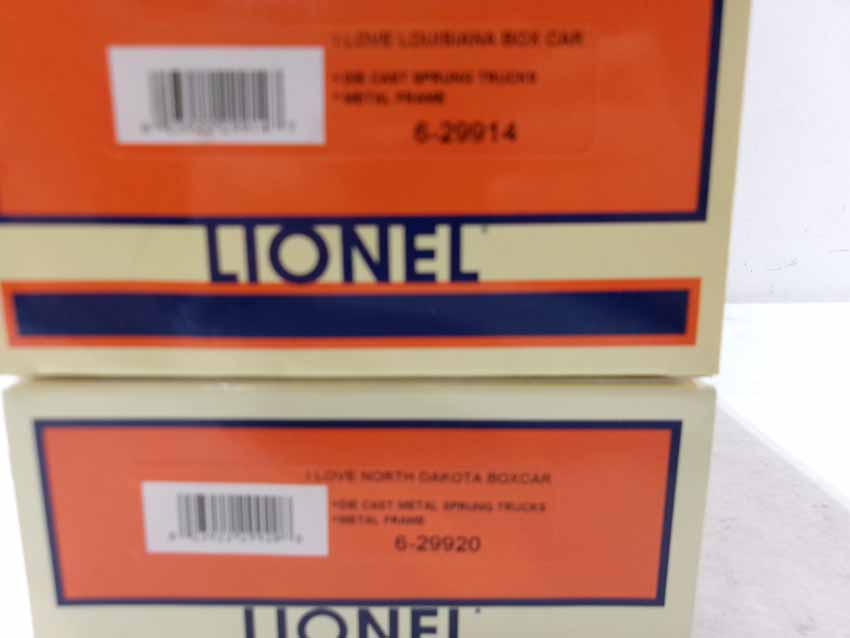 I LOVE LOUISIANA BOX CAR
* DIE CAST SPRUNG TRUCKS
* METAL FRAME
6-29914
LIONEL
I LOVE NORTH DAKOTA BOXCAR
*DIE CAST METAL SPRUNG TRUCKS
*METAL FRAME
6-29920
LIONEL